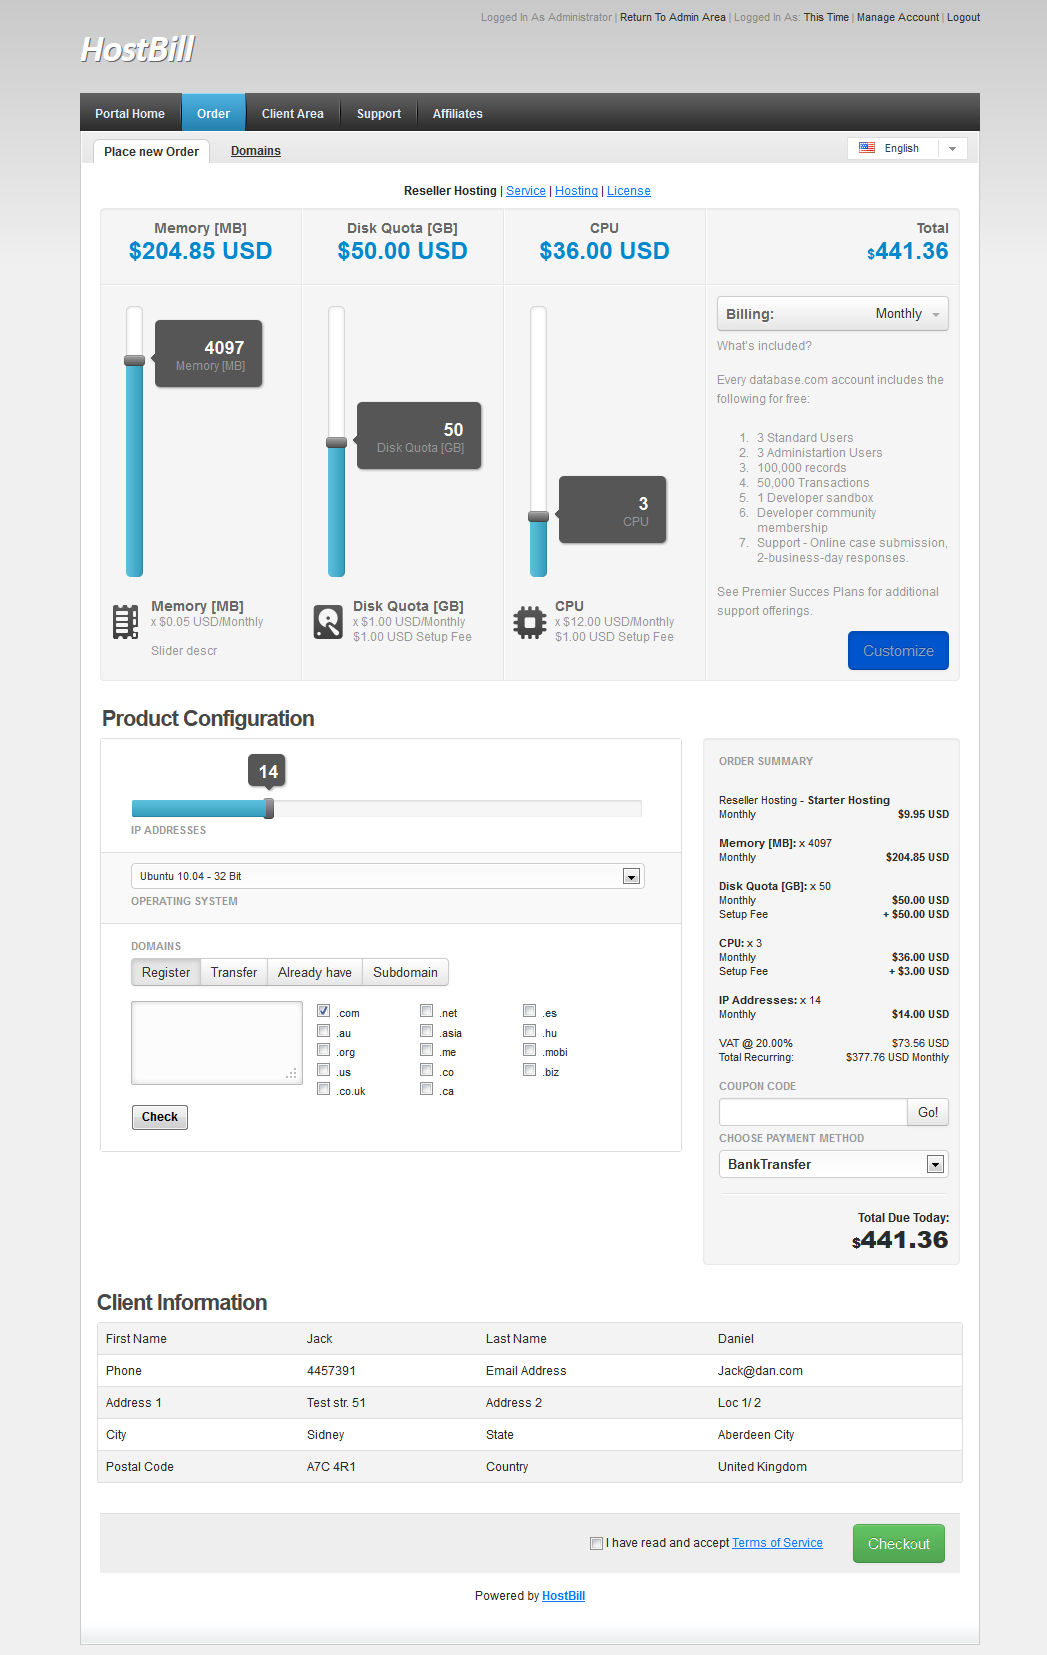 Logged In As Administrator | Return To Admin Area | Logged In As: This Time | Manage Account | Logout
HostBill
Portal Home Order Client Area Support Affiliates
Place new Order Domains English
Reseller Hosting | Service | Hosting | License
Memory [MB] Disk Quota [GB] CPU Total
$204.85 USD $50.00 USD $36.00 USD $441.36
Billing: Monthly
4097
Memory [MB]
50
Disk Quota [GB]
3
CPU
What's included?
Every database.com account includes the
following for free:
1. 3 Standard Users
2. 3 Administartion Users
3. 100,000 records
4. 50,000 Transactions
5. 1 Developer sandbox
6. Developer community
membership
7. Support - Online case submission,
2-business-day responses.
See Premier Succes Plans for additional
support offerings.
Customize
Memory [MB]
x $0.05 USD/Monthly
Slider descr
Disk Quota [GB]
x $1.00 USD/Monthly
$1.00 USD Setup Fee
CPU
x $12.00 USD/Monthly
$1.00 USD Setup Fee
Product Configuration
14
IP ADDRESSES
Ubuntu 10.04 - 32 Bit
OPERATING SYSTEM
DOMAINS
Register Transfer Already have Subdomain
.com .net .es
.au .asia .hu
.org .me .mobi
.us .co .biz
.co.uk .ca
Check
ORDER SUMMARY
Reseller Hosting - Starter Hosting
Monthly $9.95 USD
Memory [MB]: x 4097
Monthly $204.85 USD
Disk Quota [GB]: x 50
Monthly $50.00 USD
Setup Fee + $50.00 USD
CPU: x 3
Monthly $36.00 USD
Setup Fee + $3.00 USD
IP Addresses: x 14
Monthly $14.00 USD
VAT @ 20.00% $73.56 USD
Total Recurring: $377.76 USD Monthly
COUPON CODE
Go!
CHOOSE PAYMENT METHOD
BankTransfer
Total Due Today:
$441.36
Client Information
First Name Jack Last Name Daniel
Phone 4457391 Email Address Jack@dan.com
Address 1 Test str. 51 Address 2 Loc 1/ 2
City Sidney State Aberdeen City
Postal Code A7C 4R1 Country United Kingdom
I have read and accept Terms of Service Checkout
Powered by HostBill